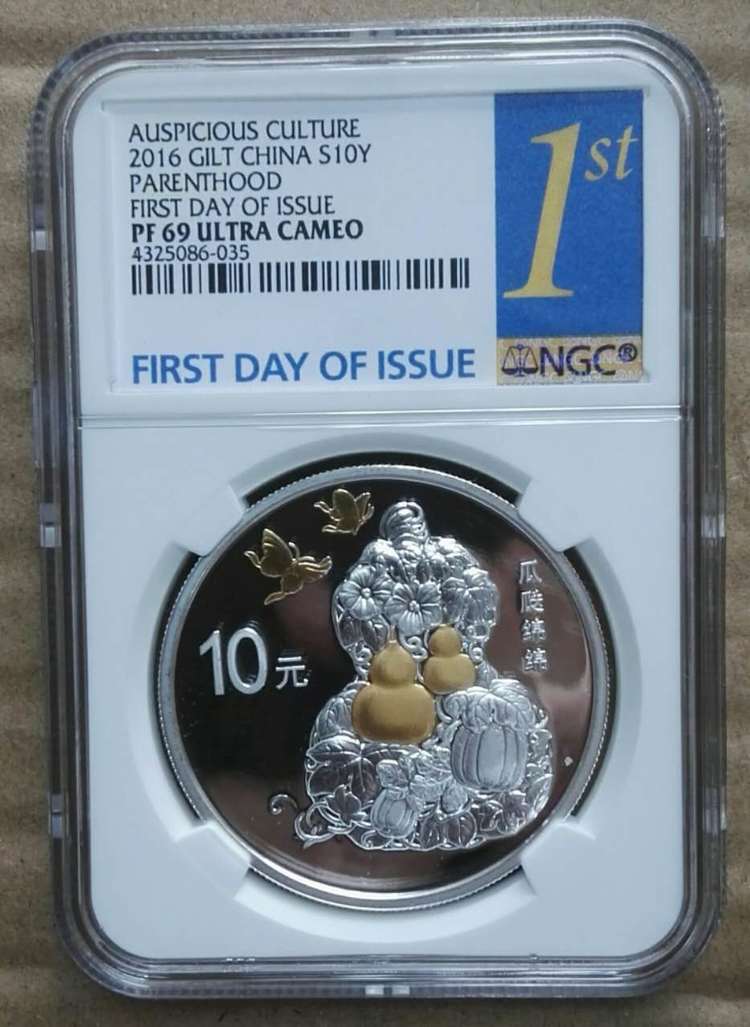 AUSPICIOUS CULTURE
2016 GILT CHINA S10Y
PARENTHOOD
FIRST DAY OF ISSUE
PF 69 ULTRA CAMEO
4325086-035
FIRST DAY OF ISSUE
1st
NGC®
10元
瓜瓞绵绵